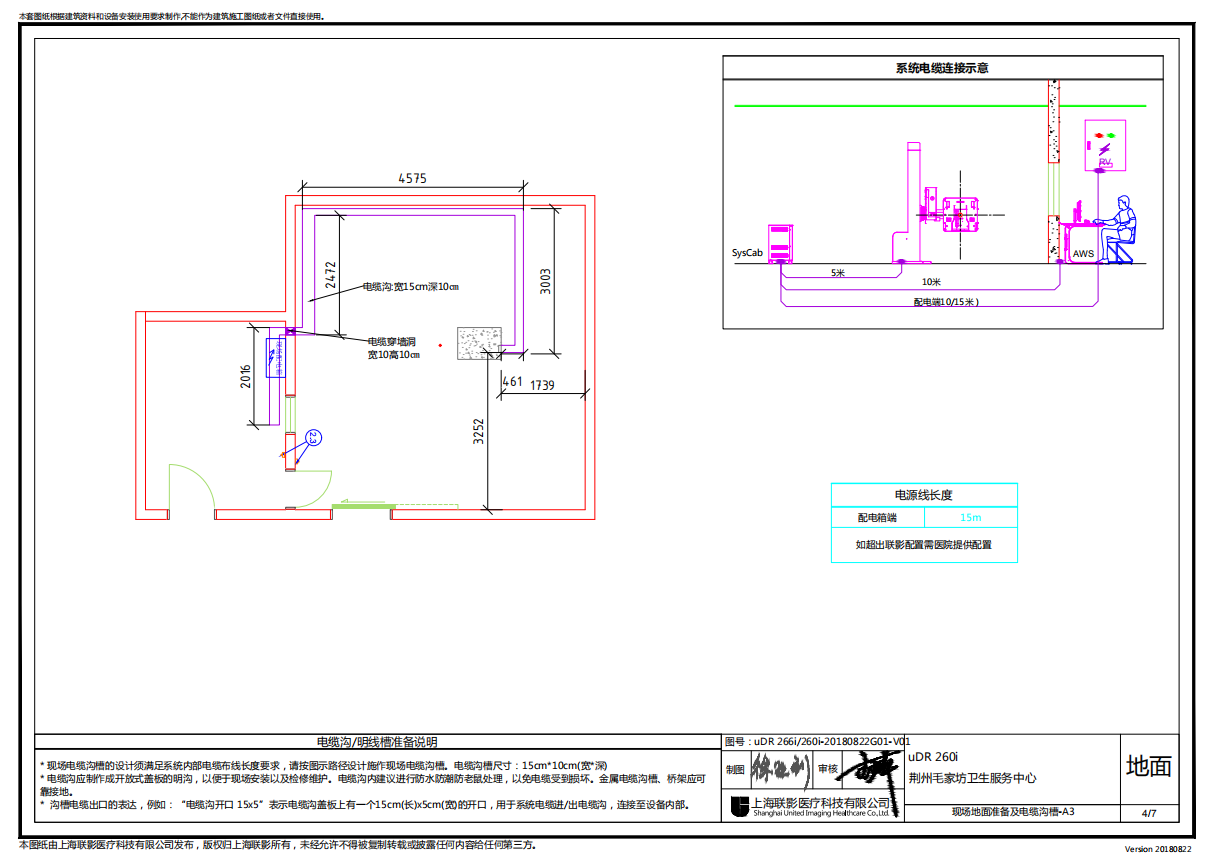 本套图纸根据建筑资料和设备安装使用要求制作,不能作为建筑施工图纸或者文件直接使用。
系统电缆连接示意
RV
SysCab
AWS
5米
10米
配电端10/15米）
4575
2472
3003
电缆沟:宽15cm深10cm
电缆穿墙洞
宽10高10cm
2016
461
1739
3252
2.3
电源线长度
配电箱端
15m
如超出联影配置需医院提供配置
电缆沟/明线槽准备说明
* 现场电缆沟槽的设计须满足系统内部电缆布线长度要求，请按图示路径设计施作现场电缆沟槽。电缆沟槽尺寸：15cm*10cm(宽*深)
* 电缆沟应制作成开放式盖板的明沟，以便于现场安装以及检修维护。电缆沟内建议进行防水防潮防老鼠处理，以免电缆受到损坏。金属电缆沟槽、桥架应可
靠接地。
* 沟槽电缆出口的表达，例如：“电缆沟开口 15x5”表示电缆沟盖板上有一个15cm(长)x5cm(宽)的开口，用于系统电缆进/出电缆沟，连接至设备内部。
图号：uDR 266i/260i-20180822G01-V01
制图
审核
uDR 260i
荆州毛家坊卫生服务中心
地面
上海联影医疗科技有限公司
Shanghai United Imaging Healthcare Co.,Ltd.
现场地面准备及电缆沟槽-A3
4/7
本图纸由上海联影医疗科技有限公司发布，版权归上海联影所有，未经允许不得被复制转载或披露任何内容给任何第三方。
Version 20180822